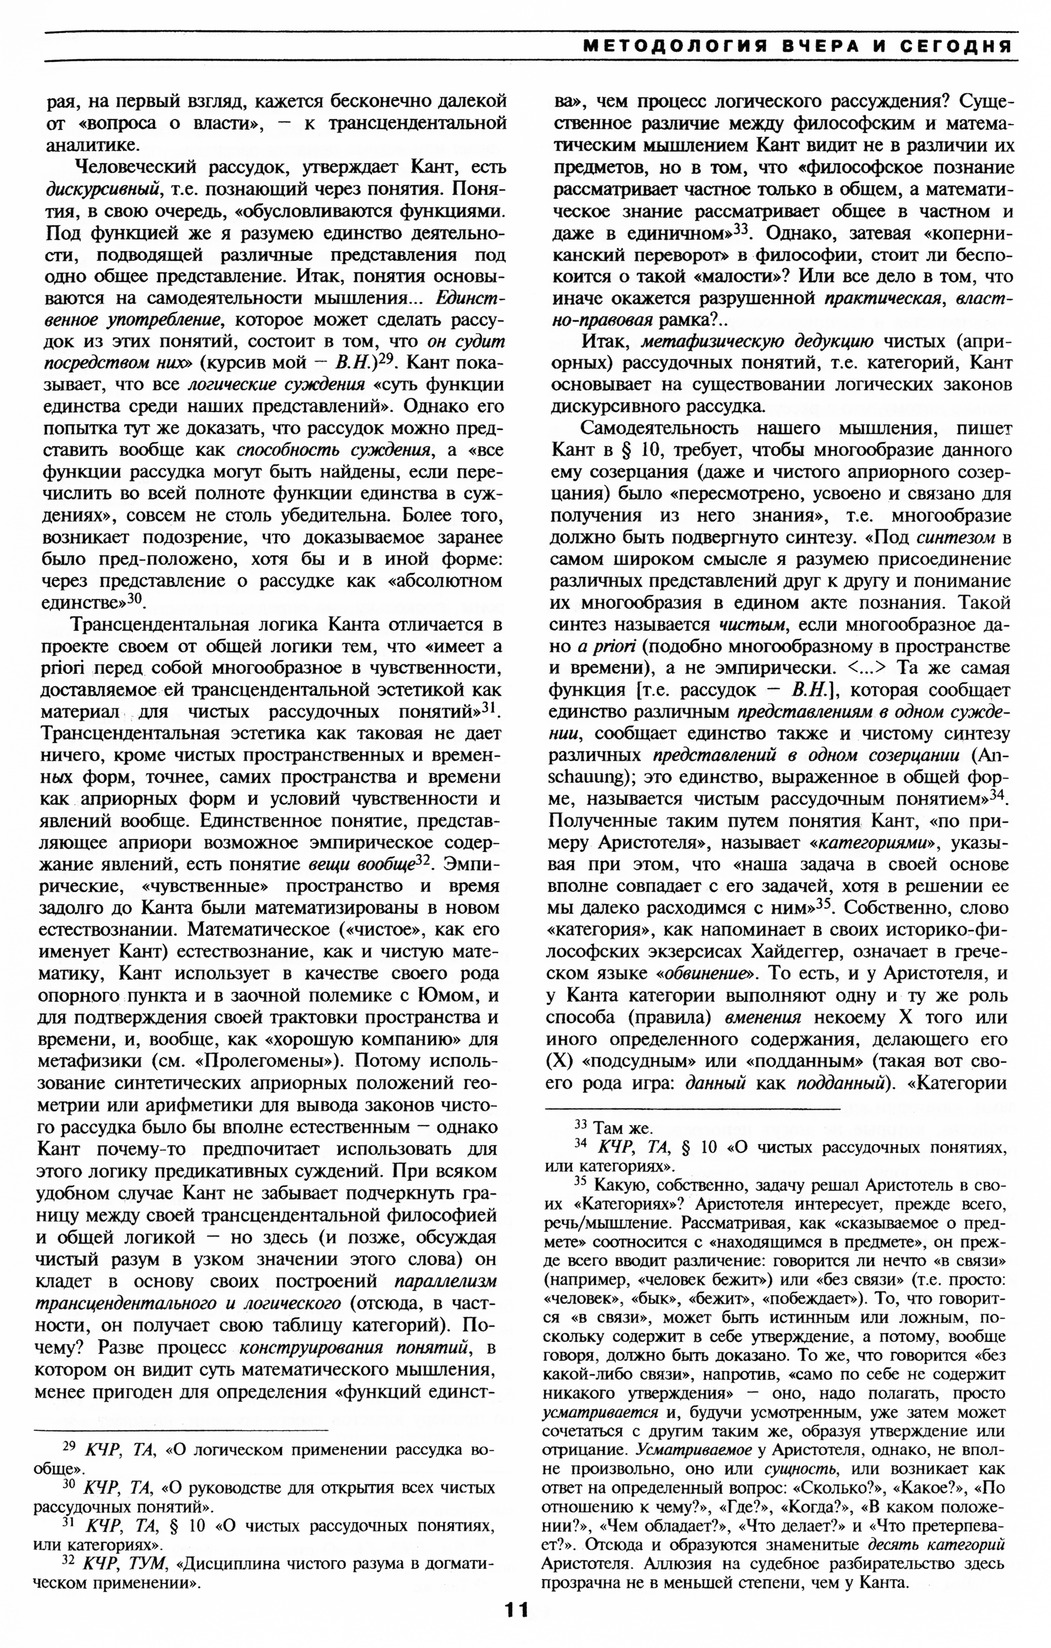 МЕТОДОЛОГИЯ ВЧЕРА И СЕГОДНЯ
рая, на первый взгляд, кажется бесконечно далекой
от «вопроса о власти», — к трансцендентальной
аналитике.
Человеческий рассудок, утверждает Кант, есть
дискурсивный, т.е. познающий через понятия. Поня-
тия, в свою очередь, «обусловливаются функциями.
Под функцией же я разумею единство деятельно-
сти, подводящей различные представления под
одно общее представление. Итак, понятия основы-
ваются на самодеятельности мышления... Единст-
венное употребление, которое может сделать рассу-
док из этих понятий, состоит в том, что он судит
посредством них» (курсив мой — В.Н.)29. Кант пока-
зывает, что все логические суждения «суть функции
единства среди наших представлений». Однако его
попытка тут же доказать, что рассудок можно пред-
ставить вообще как способность суждения, а «все
функции рассудка могут быть найдены, если пере-
числить во всей полноте функции единства в суж-
дениях», совсем не столь убедительна. Более того,
возникает подозрение, что доказываемое заранее
было пред-положено, хотя бы и в иной форме:
через представление о рассудке как «абсолютном
единстве»30.
Трансцендентальная логика Канта отличается в
проекте своем от общей логики тем, что «имеет a
priori перед собой многообразное в чувственности,
доставляемое ей трансцендентальной эстетикой как
материал для чистых рассудочных понятий»31.
Трансцендентальная эстетика как таковая не дает
ничего, кроме чистых пространственных и времен-
ных форм, точнее, самих пространства и времени
как априорных форм и условий чувственности и
явлений вообще. Единственное понятие, представ-
ляющее априори возможное эмпирическое содер-
жание явлений, есть понятие вещи вообще32. Эмпи-
рические, «чувственные» пространство и время
задолго до Канта были математизированы в новом
естествознании. Математическое («чистое», как его
именует Кант) естествознание, как и чистую мате-
матику, Кант использует в качестве своего рода
опорного пункта и в заочной полемике с Юмом, и
для подтверждения своей трактовки пространства и
времени, и, вообще, как «хорошую компанию» для
метафизики (см. «Пролегомены»). Потому исполь-
зование синтетических априорных положений гео-
метрии или арифметики для вывода законов чисто-
го рассудка было бы вполне естественным — однако
Кант почему-то предпочитает использовать для
этого логику предикативных суждений. При всяком
удобном случае Кант не забывает подчеркнуть гра-
ницу между своей трансцендентальной философией
и общей логикой — но здесь (и позже, обсуждая
чистый разум в узком значении этого слова) он
кладет в основу своих построений параллелизм
трансцендентального и логического (отсюда, в част-
ности, он получает свою таблицу категорий). По-
чему? Разве процесс конструирования понятий, в
котором он видит суть математического мышления,
менее пригоден для определения «функций единст-
29 КЧР, ТА, «О логическом применении рассудка во-
обще».
30 КЧР, ТА, «О руководстве для открытия всех чистых
рассудочных понятий».
31 КЧР, ТА, § 10 «О чистых рассудочных понятиях,
или категориях».
32 КЧР, ТУМ, «Дисциплина чистого разума в догмати-
ческом применении».
ва», чем процесс логического рассуждения? Суще-
ственное различие между философским и матема-
тическим мышлением Кант видит не в различии их
предметов, но в том, что «философское познание
рассматривает частное только в общем, а математи-
ческое знание рассматривает общее в частном и
даже в единичном»33. Однако, затевая «коперни-
канский переворот» в философии, стоит ли беспо-
коится о такой «малости»? Или все дело в том, что
иначе окажется разрушенной практическая, власт-
но-правовая рамка?..
Итак, метафизическую дедукцию чистых (апри-
орных) рассудочных понятий, т.е. категорий, Кант
основывает на существовании логических законов
дискурсивного рассудка.
Самодеятельность нашего мышления, пишет
Кант в § 10, требует, чтобы многообразие данного
ему созерцания (даже и чистого априорного созер-
цания) было «пересмотрено, усвоено и связано для
получения из него знания», т.е. многообразие
должно быть подвергнуто синтезу. «Под синтезом в
самом широком смысле я разумею присоединение
различных представлений друг к другу и понимание
их многообразия в едином акте познания. Такой
синтез называется чистым, если многообразное да-
но a priori (подобно многообразному в пространстве
и времени), а не эмпирически. <...> Та же самая
функция [т.е. рассудок — В.Н.], которая сообщает
единство различным представлениям в одном сужде-
нии, сообщает единство также и чистому синтезу
различных представлений в одном созерцании (An-
schauung); это единство, выраженное в общей фор-
ме, называется чистым рассудочным понятием»34.
Полученные таким путем понятия Кант, «по при-
меру Аристотеля», называет «категориями», указы-
вая при этом, что «наша задача в своей основе
вполне совпадает с его задачей, хотя в решении ее
мы далеко расходимся с ним»35. Собственно, слово
«категория», как напоминает в своих историко-фи-
лософских экзерсисах Хайдеггер, означает в грече-
ском языке «обвинение». То есть, и у Аристотеля, и
у Канта категории выполняют одну и ту же роль
способа (правила) вменения некоему X того или
иного определенного содержания, делающего его
(X) «подсудным» или «подданным» (такая вот сво-
его рода игра: данный как подданный). «Категории
33 Там же.
34 КЧР, ТА, § 10 «О чистых рассудочных понятиях,
или категориях».
35 Какую, собственно, задачу решал Аристотель в сво-
их «Категориях»? Аристотеля интересует, прежде всего,
речь/мышление. Рассматривая, как «сказываемое о пред-
мете» соотносится с «находящимся в предмете», он преж-
де всего вводит различение: говорится ли нечто «в связи»
(например, «человек бежит») или «без связи» (т.е. просто:
«человек», «бык», «бежит», «побеждает»). То, что говорит-
ся «в связи», может быть истинным или ложным, по-
скольку содержит в себе утверждение, а потому, вообще
говоря, должно быть доказано. То же, что говорится «без
какой-либо связи», напротив, «само по себе не содержит
никакого утверждения» — оно, надо полагать, просто
усматривается и, будучи усмотренным, уже затем может
сочетаться с другим таким же, образуя утверждение или
отрицание. Усматриваемое у Аристотеля, однако, не впол-
не произвольно, оно или сущность, или возникает как
ответ на определенный вопрос: «Сколько?», «Какое?», «По
отношению к чему?», «Где?», «Когда?», «В каком положе-
нии?», «Чем обладает?», «Что делает?» и «Что претерпева-
ет?». Отсюда и образуются знаменитые десять категорий
Аристотеля. Аллюзия на судебное разбирательство здесь
прозрачна не в меньшей степени, чем у Канта.
11